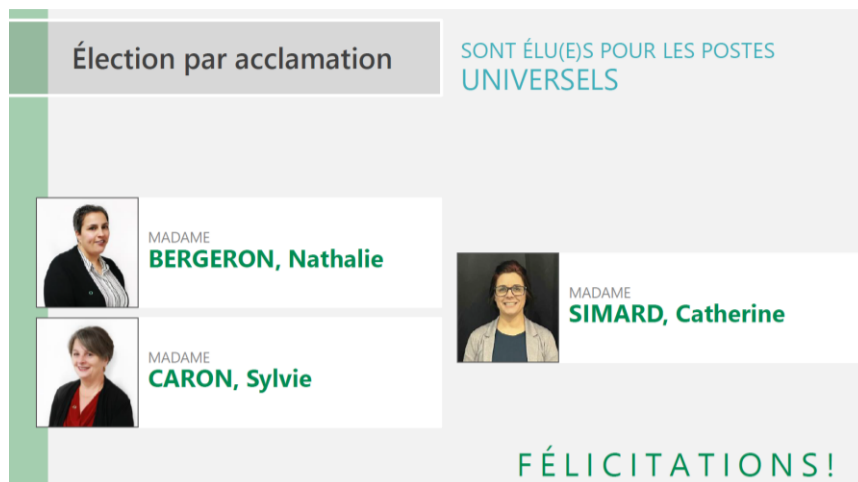 Élection par acclamation
SONT ÉLU(E)S POUR LES POSTES
UNIVERSELS
MADAME
BERGERON, Nathalie
MADAME
CARON, Sylvie
MADAME
SIMARD, Catherine
FÉLICITATIONS!